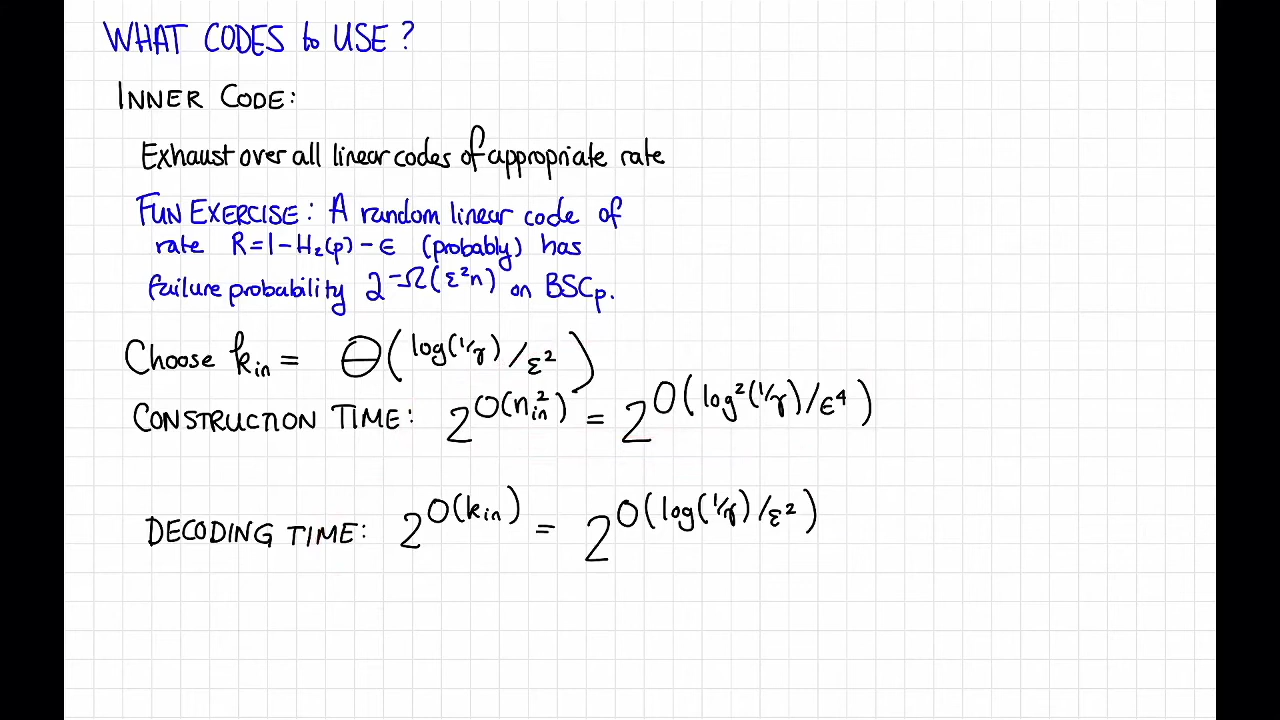 WHAT CODES to USE?
INNER CODE:
Exhaust over all linear codes of appropriate rate
FUN EXERCISE: A random linear code of
rate R=1-H₂(p)-ϵ (probably) has
failure probability 2^-Ω(ε²n) on BSCp.
Choose k_in = Θ(log(1/γ)/ε²)
CONSTRUCTION TIME: 2^O(n_in²) = 2^O(log²(1/γ)/ϵ⁴)
DECODING TIME: 2^O(k_in) = 2^O(log(1/γ)/ε²)